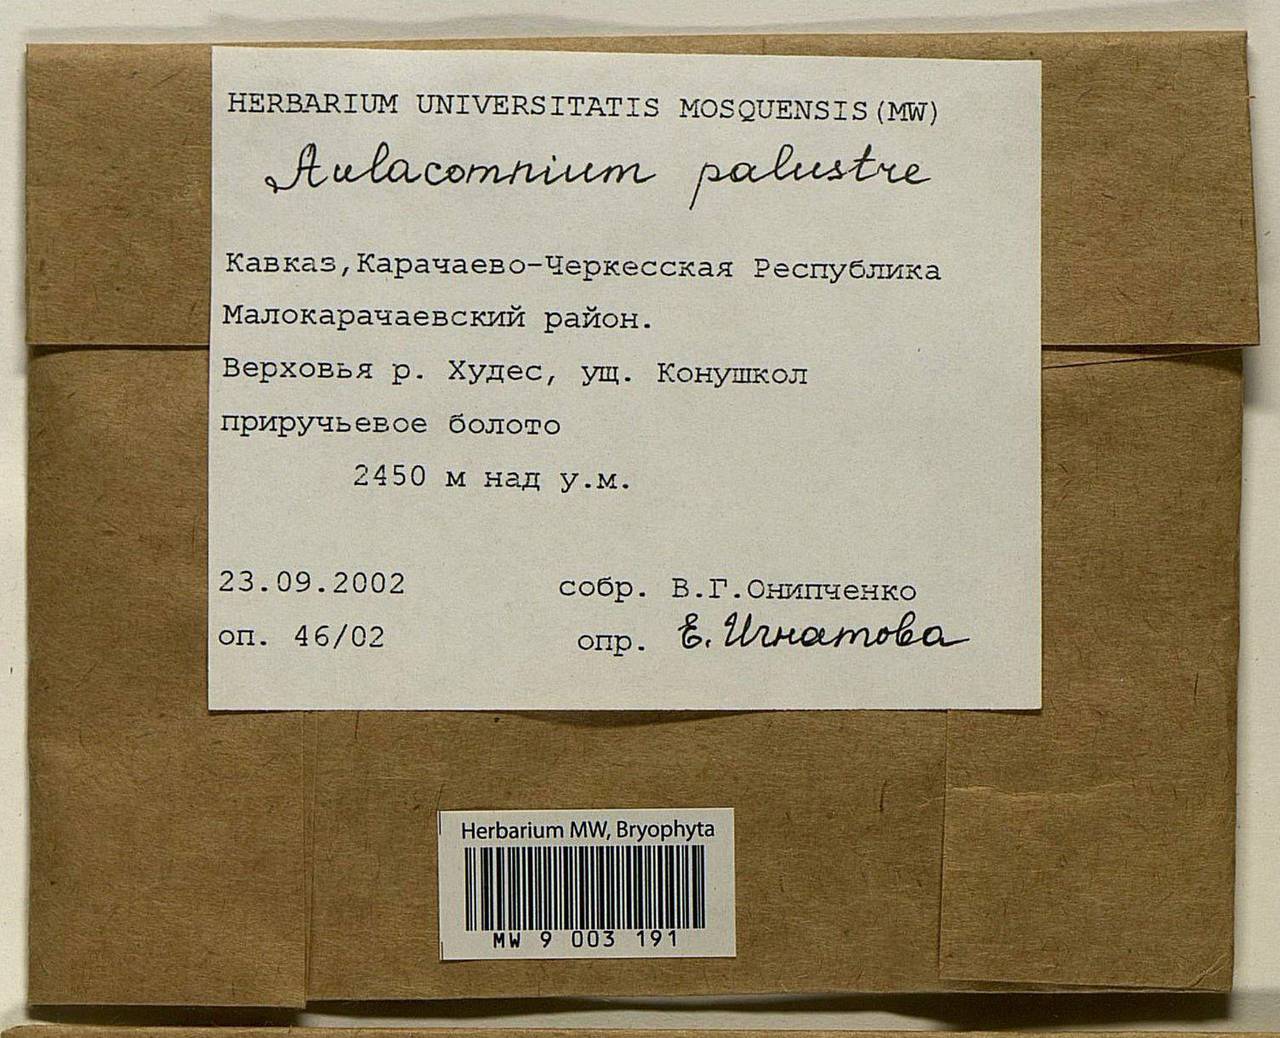 HERBARIUM UNIVERSITATIS MOSQUENSIS(MW)
Aulacomnium palustre
Кавказ,Карачаево-Черкесская Республика
Малокарачаевский район.
Верховья р. Худес, ущ. Конушкол
приручьевое болото
2450 м над у.м.
23.09.2002 собр. В.Г.Онипченко
оп. 46/02 опр. Е. Игнатова
Herbarium MW, Bryophyta
MW 9 003 191